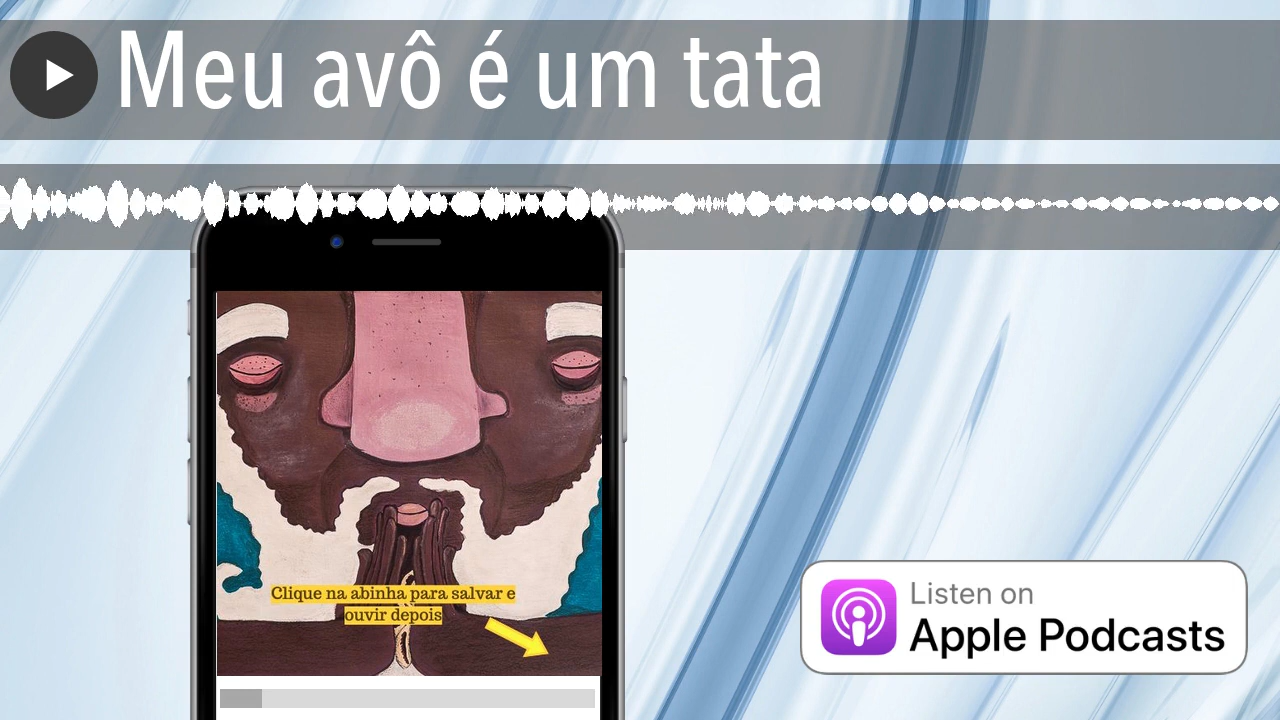 Meu avô é um tata
Clique na abinha para salvar e
ouvir depois
Listen on
Apple Podcasts